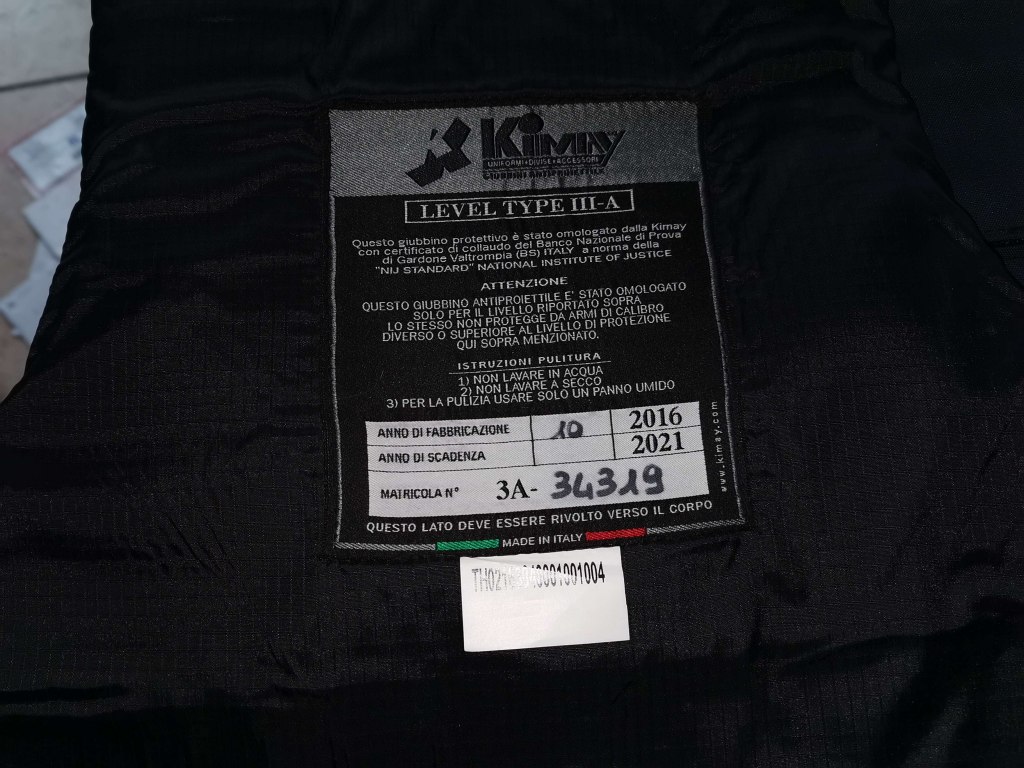 Kimay
UNIFORMI•DIVISE•ACCESSORI
GIUBBINI ANTIPROIETTILE
LEVEL TYPE III-A
Questo giubbino protettivo è stato omologato dalla Kimay
con certificato di collaudo del Banco Nazionale di Prova
di Gardone Valtrompia (BS) ITALY a norma della
"NIJ STANDARD" NATIONAL INSTITUTE OF JUSTICE
ATTENZIONE
QUESTO GIUBBINO ANTIPROIETTILE E' STATO OMOLOGATO
SOLO PER IL LIVELLO RIPORTATO SOPRA
LO STESSO NON PROTEGGE DA ARMI DI CALIBRO
DIVERSO O SUPERIORE AL LIVELLO DI PROTEZIONE
QUI SOPRA MENZIONATO.
ISTRUZIONI PULITURA
1) NON LAVARE IN ACQUA
2) NON LAVARE A SECCO
3) PER LA PULIZIA USARE SOLO UN PANNO UMIDO
ANNO DI FABBRICAZIONE 10 2016
ANNO DI SCADENZA 2021
MATRICOLA N° 3A- 34319
www.kimay.com
QUESTO LATO DEVE ESSERE RIVOLTO VERSO IL CORPO
MADE IN ITALY